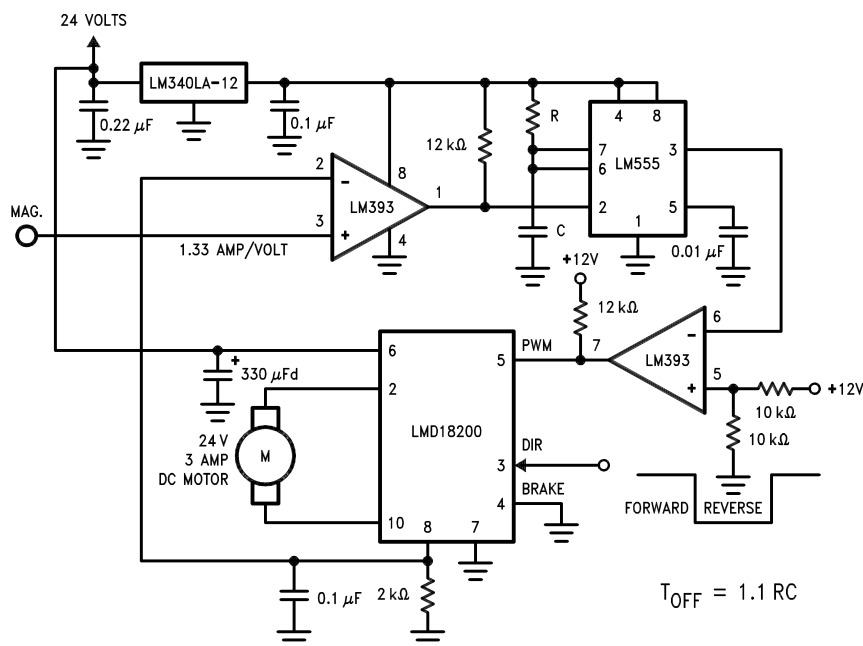 24 VOLTS
LM340LA-12
0.22 μF
0.1 μF
12 kΩ
R
4
8
7
6
LM555
3
2
8
1
2
5
MAG.
LM393
3
C
1
0.01 μF
1.33 AMP/VOLT
4
+12V
12 kΩ
6
PWM
7
LM393
6
5
5
+12V
330 μFd
2
10 kΩ
LMD18200
10 kΩ
24 V
3 AMP
DC MOTOR
M
DIR
3
BRAKE
4
FORWARD
REVERSE
10
8
7
0.1 μF
2 kΩ
T_OFF = 1.1 RC